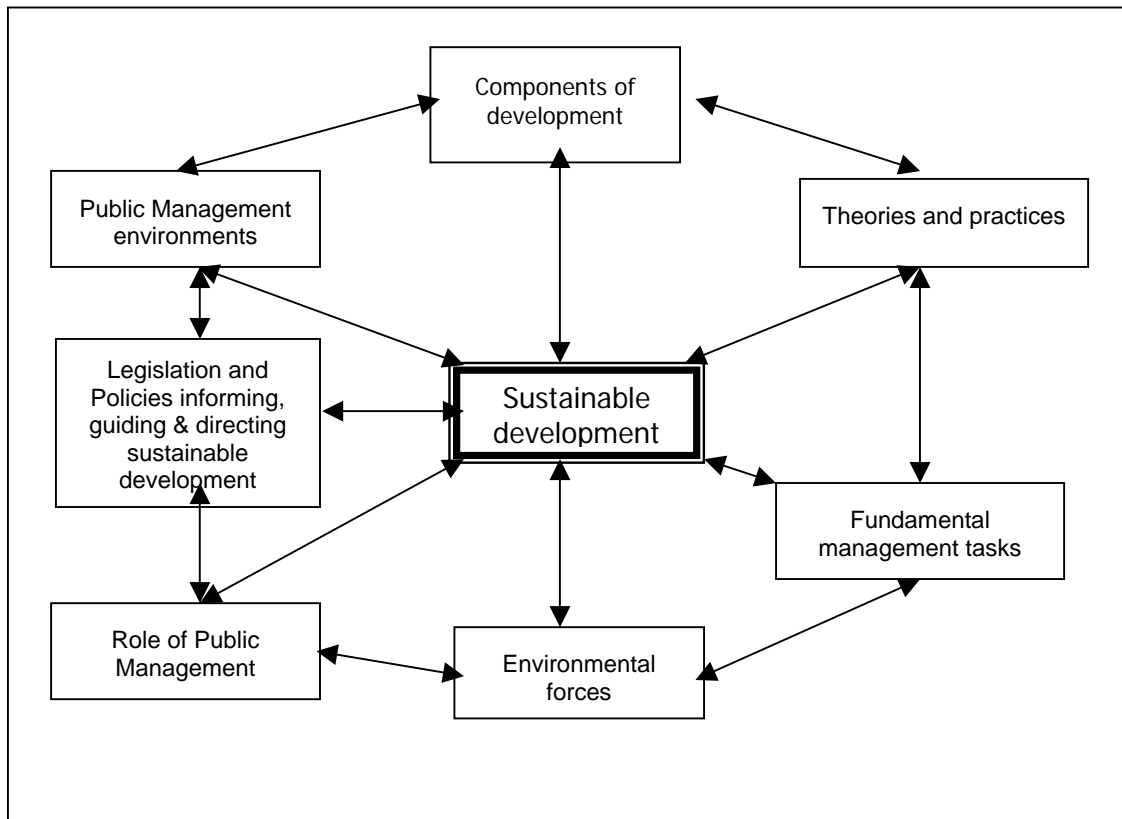 Components of
development
Public Management
environments
Theories and practices
Legislation and
Policies informing,
guiding & directing
sustainable
development
Sustainable
development
Fundamental
management tasks
Role of Public
Management
Environmental
forces